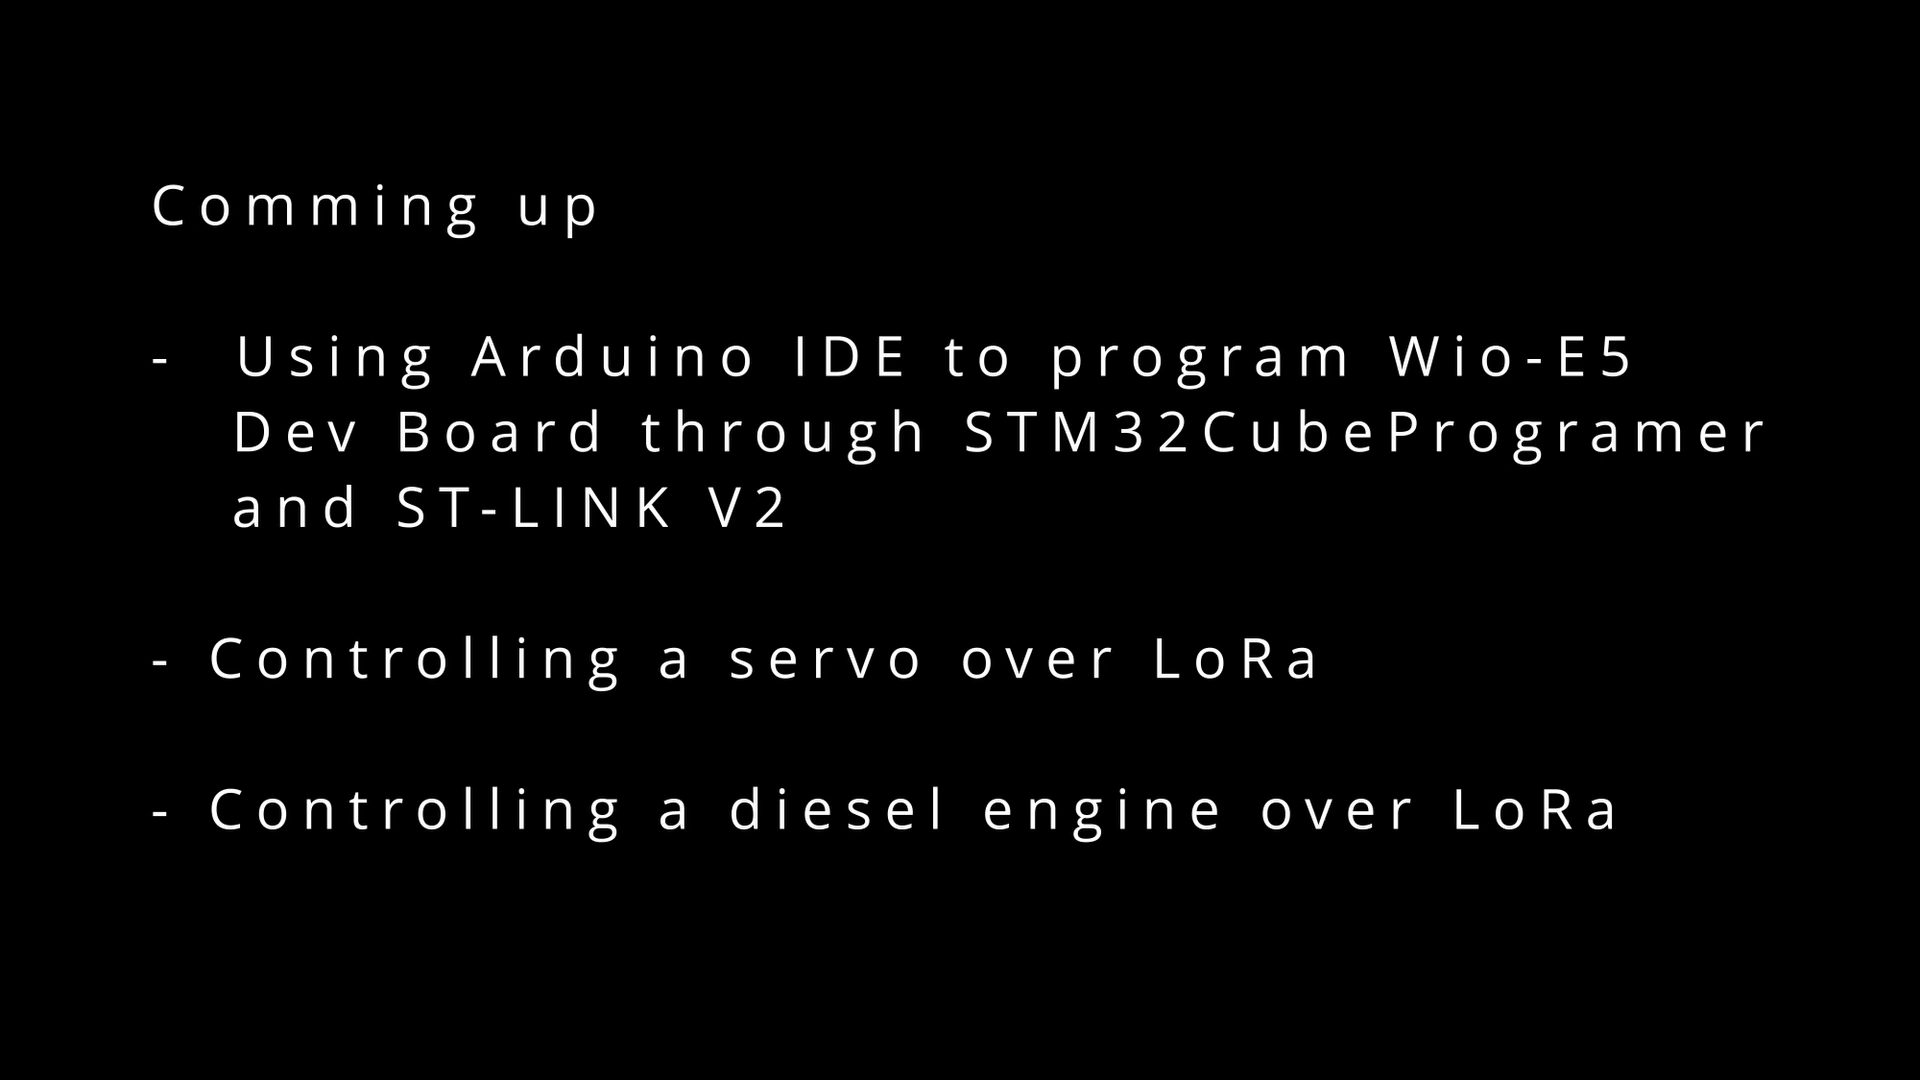 Comming up
- Using Arduino IDE to program Wio-E5
Dev Board through STM32CubeProgramer
and ST-LINK V2
- Controlling a servo over LoRa
- Controlling a diesel engine over LoRa